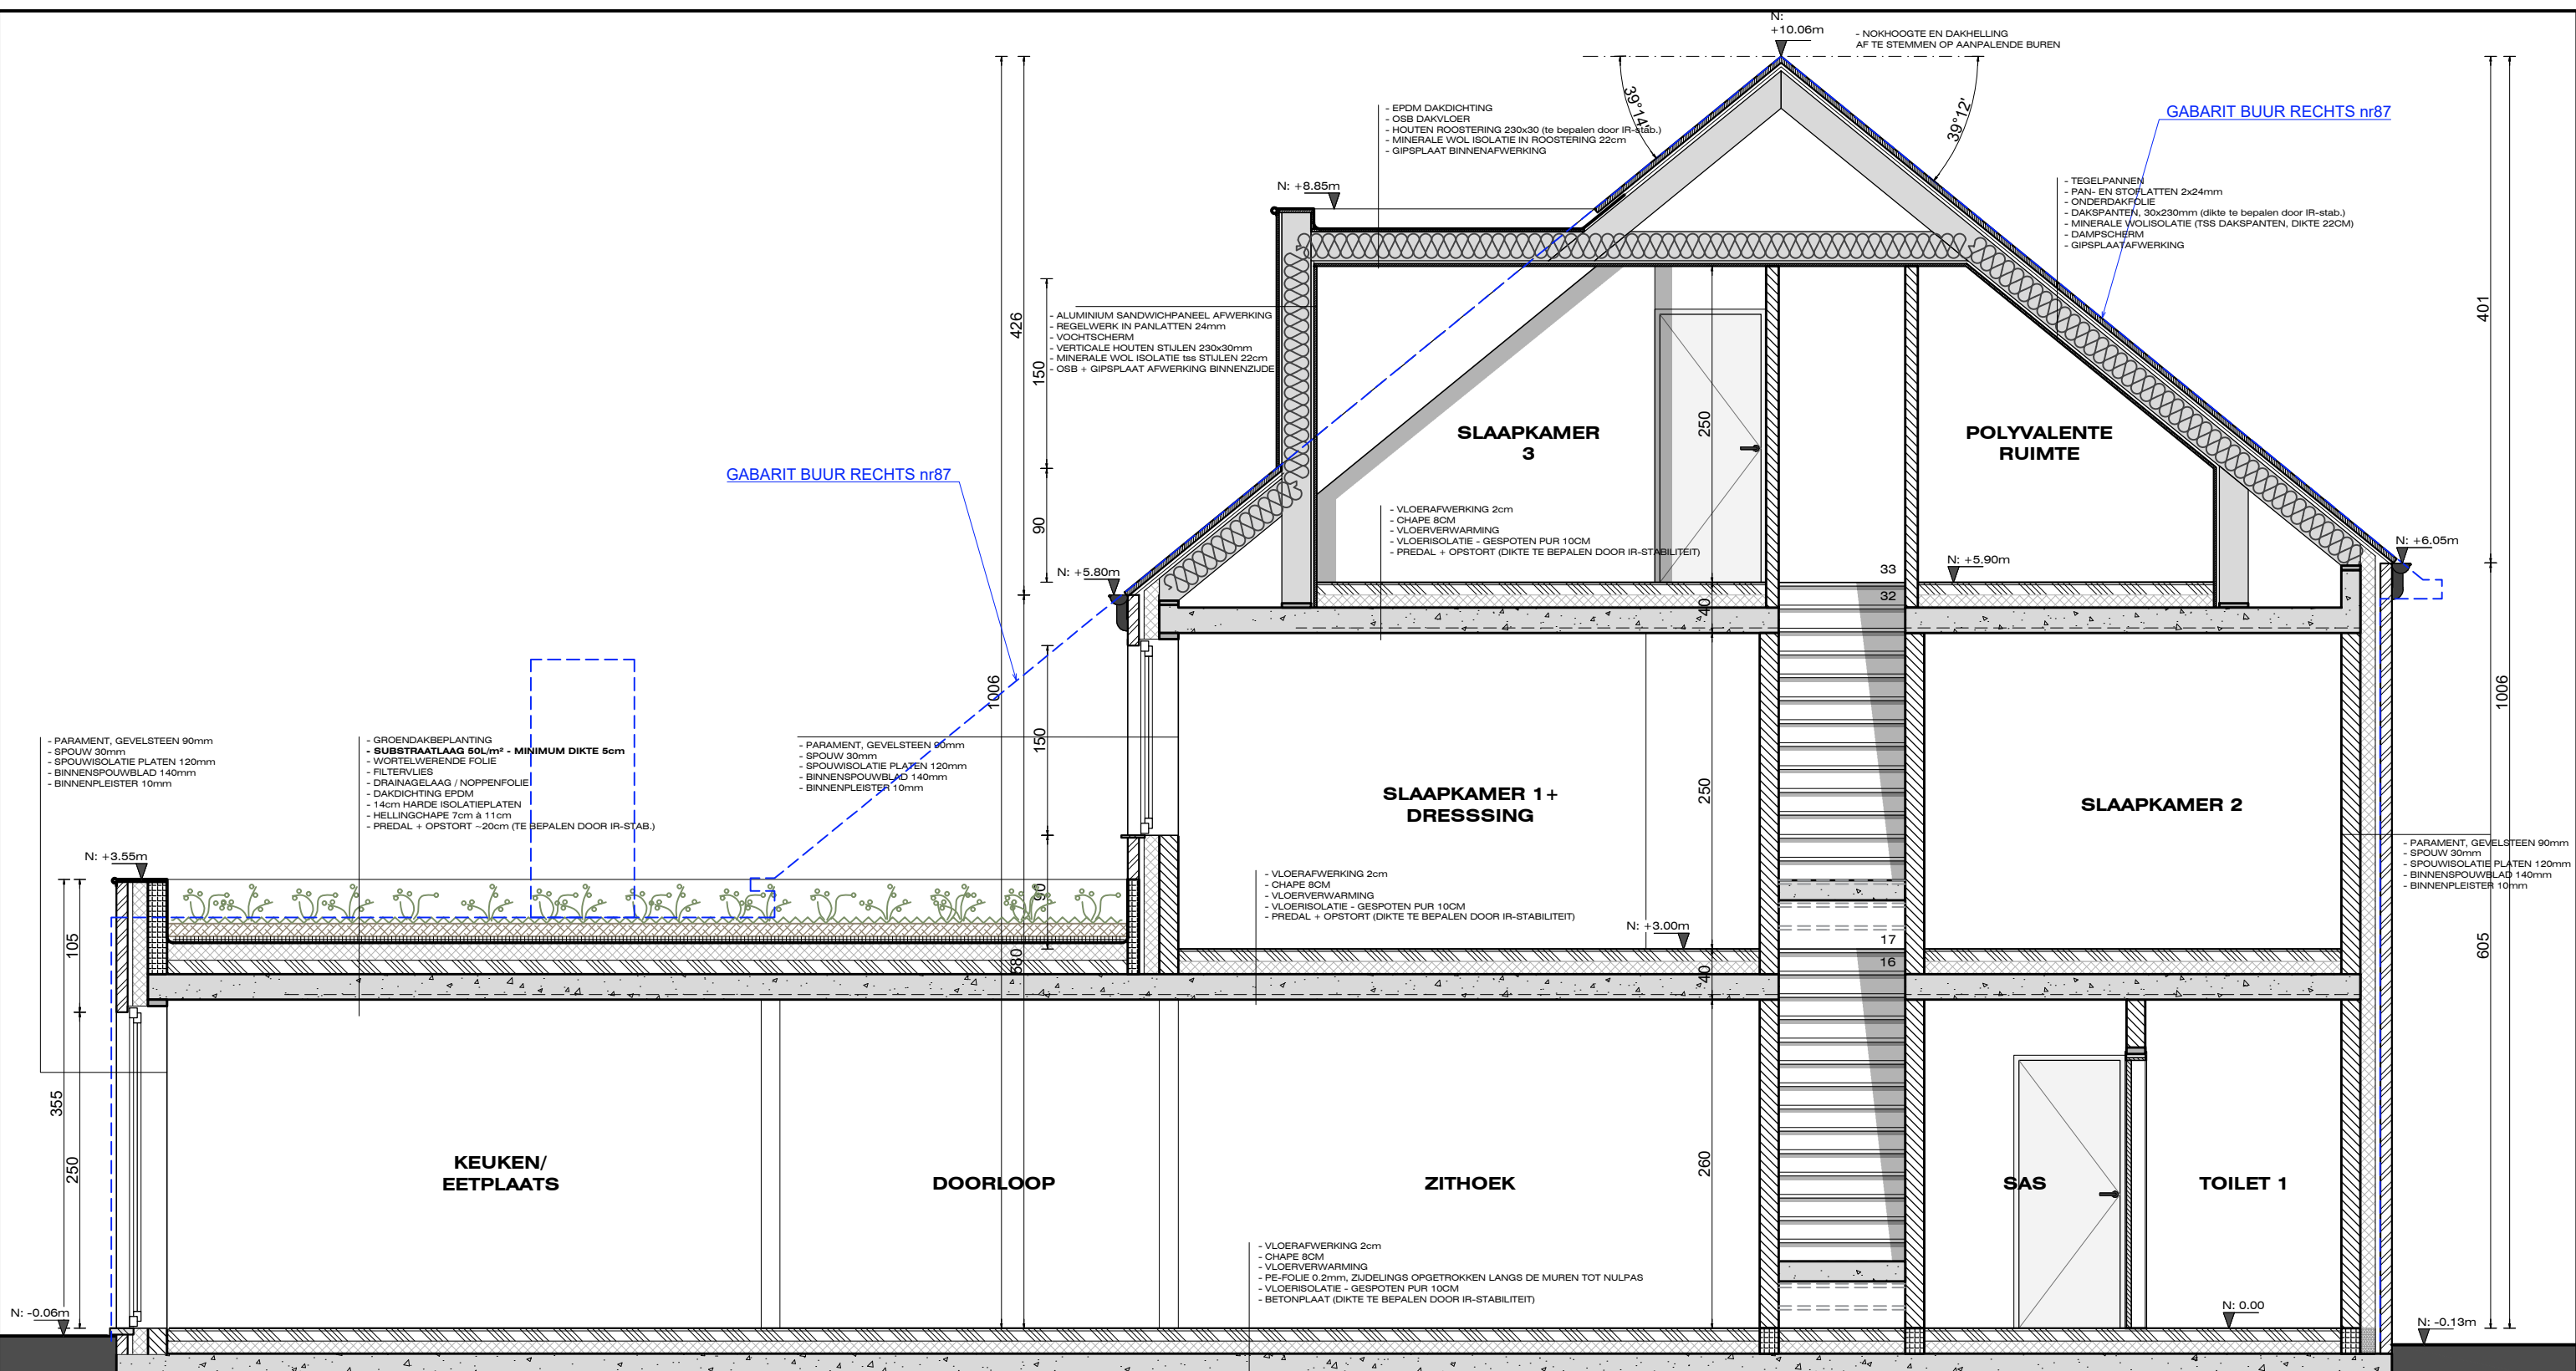 N:
+10.06m
- NOKHOOGTE EN DAKHELLING
AF TE STEMMEN OP AANPALENDE BUREN
39°14'
39°12'
GABARIT BUUR RECHTS nr87
- EPDM DAKDICHTING
- OSB DAKVLOER
- HOUTEN ROOSTERING 230x30 (te bepalen door IR-stab.)
- MINERALE WOL ISOLATIE IN ROOSTERING 22cm
- GIPSPLAAT BINNENAFWERKING
- TEGELPANNEN
- PAN- EN STOFLATTEN 2x24mm
- ONDERDAKFOLIE
- DAKSPANTEN, 30x230mm (dikte te bepalen door IR-stab.)
- MINERALE WOLISOLATIE (TSS DAKSPANTEN, DIKTE 22CM)
- DAMPSCHERM
- GIPSPLAATAFWERKING
N: +8.85m
426
150
401
- ALUMINIUM SANDWICHPANEEL AFWERKING
- REGELWERK IN PANLATTEN 24mm
- VOCHTSCHERM
- VERTICALE HOUTEN STIJLEN 230x30mm
- MINERALE WOL ISOLATIE tss STIJLEN 22cm
- OSB + GIPSPLAAT AFWERKING BINNENZIJDE
250
SLAAPKAMER
3
POLYVALENTE
RUIMTE
GABARIT BUUR RECHTS nr87
90
- VLOERAFWERKING 2cm
- CHAPE 8CM
- VLOERVERWARMING
- VLOERISOLATIE - GESPOTEN PUR 10CM
- PREDAL + OPSTORT (DIKTE TE BEPALEN DOOR IR-STABILITEIT)
N: +5.80m
33
32
N: +5.90m
N: +6.05m
40
1006
1006
- PARAMENT, GEVELSTEEN 90mm
- SPOUW 30mm
- SPOUWISOLATIE PLATEN 120mm
- BINNENSPOUWBLAD 140mm
- BINNENPLEISTER 10mm
- GROENDAKBEPLANTING
- SUBSTRAATLAAG 50L/m² - MINIMUM DIKTE 5cm
- WORTELWERENDE FOLIE
- FILTERVLIES
- DRAINAGELAAG / NOPPENFOLIE
- DAKDICHTING EPDM
- 14cm HARDE ISOLATIEPLATEN
- HELLINGCHAPE 7cm à 11cm
- PREDAL + OPSTORT ~20cm (TE BEPALEN DOOR IR-STAB.)
- PARAMENT, GEVELSTEEN 90mm
- SPOUW 30mm
- SPOUWISOLATIE PLATEN 120mm
- BINNENSPOUWBLAD 140mm
- BINNENPLEISTER 10mm
150
250
SLAAPKAMER 1+
DRESSSING
SLAAPKAMER 2
- PARAMENT, GEVELSTEEN 90mm
- SPOUW 30mm
- SPOUWISOLATIE PLATEN 120mm
- BINNENSPOUWBLAD 140mm
- BINNENPLEISTER 10mm
N: +3.55m
90
- VLOERAFWERKING 2cm
- CHAPE 8CM
- VLOERVERWARMING
- VLOERISOLATIE - GESPOTEN PUR 10CM
- PREDAL + OPSTORT (DIKTE TE BEPALEN DOOR IR-STABILITEIT)
N: +3.00m
17
16
105
580
40
605
355
250
260
KEUKEN/
EETPLAATS
DOORLOOP
ZITHOEK
SAS
TOILET 1
- VLOERAFWERKING 2cm
- CHAPE 8CM
- VLOERVERWARMING
- PE-FOLIE 0.2mm, ZIJDELINGS OPGETROKKEN LANGS DE MUREN TOT NULPAS
- VLOERISOLATIE - GESPOTEN PUR 10CM
- BETONPLAAT (DIKTE TE BEPALEN DOOR IR-STABILITEIT)
N: -0.06m
N: 0.00
N: -0.13m